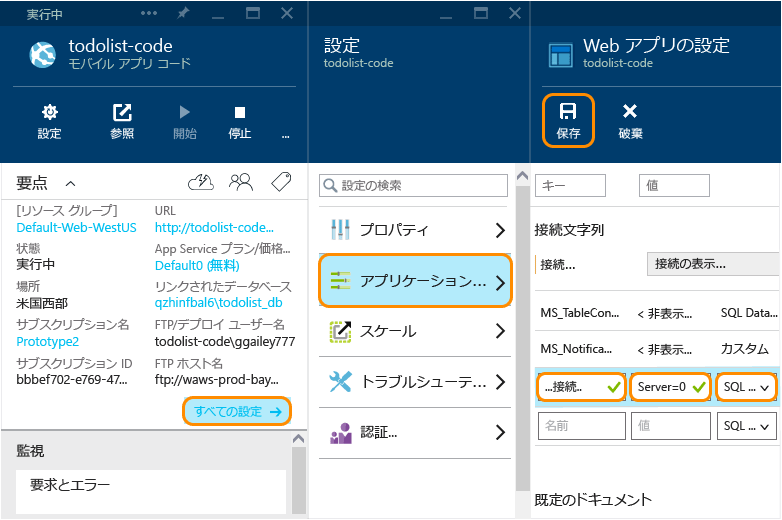 実行中
todolist-code
モバイル アプリ コード
設定
参照
開始
停止
...
要点
[リソース グループ]
Default-Web-WestUS
状態
実行中
場所
米国西部
サブスクリプション名
Prototype2
サブスクリプション ID
bbbef702-e769-47...
URL
http://todolist-code...
App Service プラン/価格...
Default0 (無料)
リンクされたデータベース
qzhinfbal6\todolist_db
FTP/デプロイ ユーザー名
todolist-code\ggailey777
FTP ホスト名
ftp://waws-prod-bay...
すべての設定
監視
要求とエラー
設定
todolist-code
設定の検索
プロパティ
アプリケーション...
スケール
トラブルシューテ...
認証...
Web アプリの設定
todolist-code
保存
破棄
キー
値
接続文字列
接続...
接続の表示...
MS_TableCon...
< 非表示...
SQL Data...
MS_Notifica...
< 非表示...
カスタム
...接続..
Server=0
SQL ...
名前
値
SQL ...
既定のドキュメント